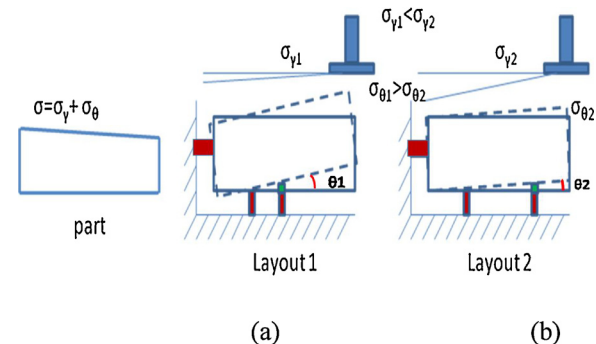 σγ1<σγ2
σγ1
σγ2
σθ1>σθ2
σθ2
σ=σγ+ σθ
θ1
θ2
part
Layout 1
Layout 2
(a)
(b)